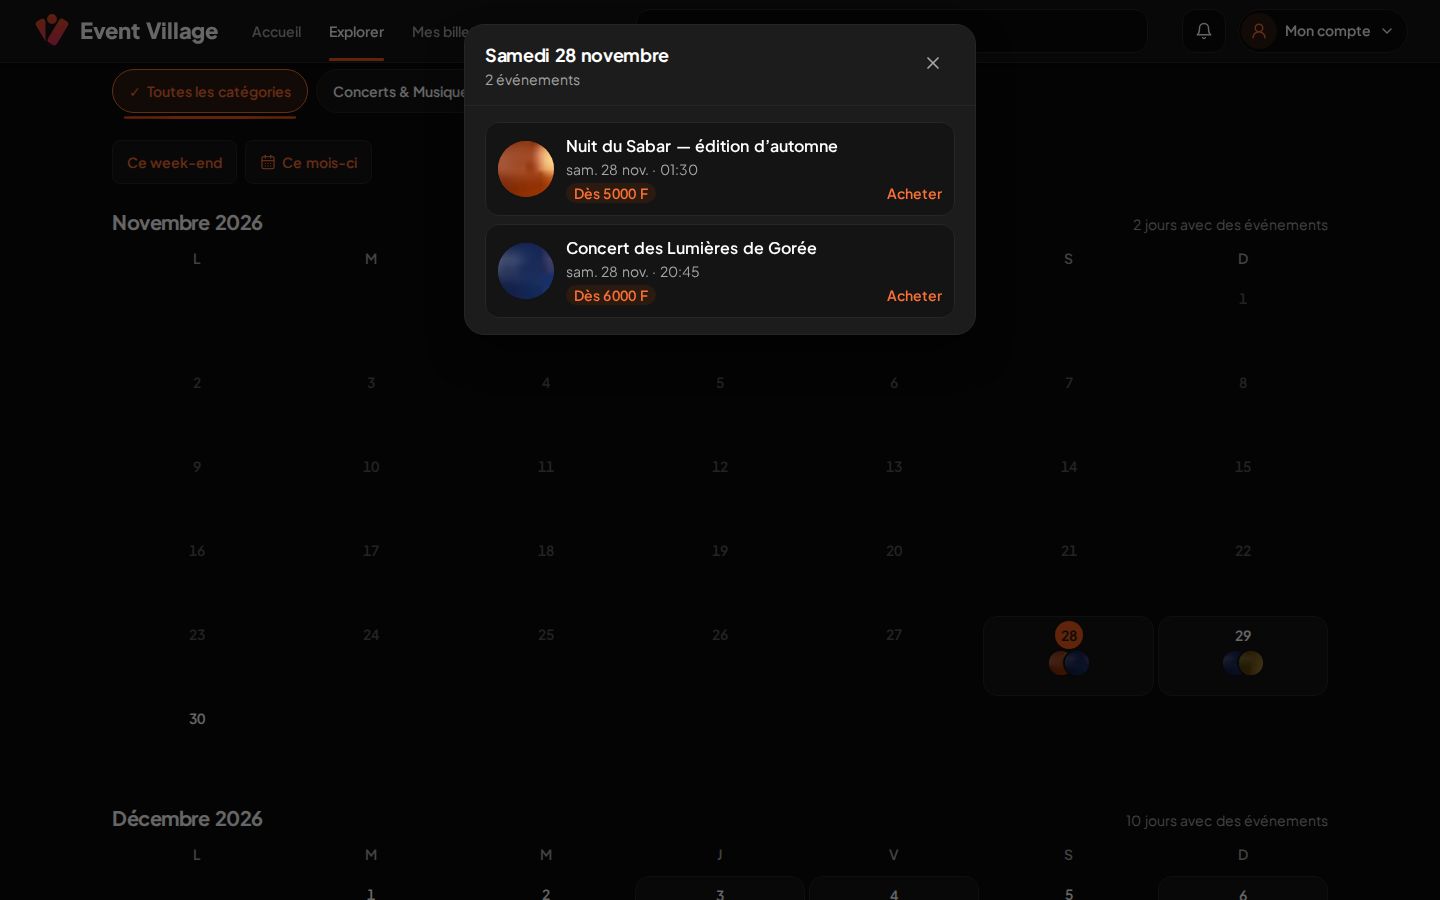 Event Village
Accueil
Explorer
Mes bille
Mon compte
Samedi 28 novembre
2 événements
✓ Toutes les catégories
Concerts & Musique
Nuit du Sabar — édition d’automne
sam. 28 nov. · 01:30
Dès 5000 F
Acheter
Ce week-end
Ce mois-ci
Concert des Lumières de Gorée
sam. 28 nov. · 20:45
Dès 6000 F
Acheter
Novembre 2026
2 jours avec des événements
L M S D
1
2 3 4 5 6 7 8
9 10 11 12 13 14 15
16 17 18 19 20 21 22
23 24 25 26 27 28 29
30
Décembre 2026
10 jours avec des événements
L M M J V S D
1 2 3 4 5 6